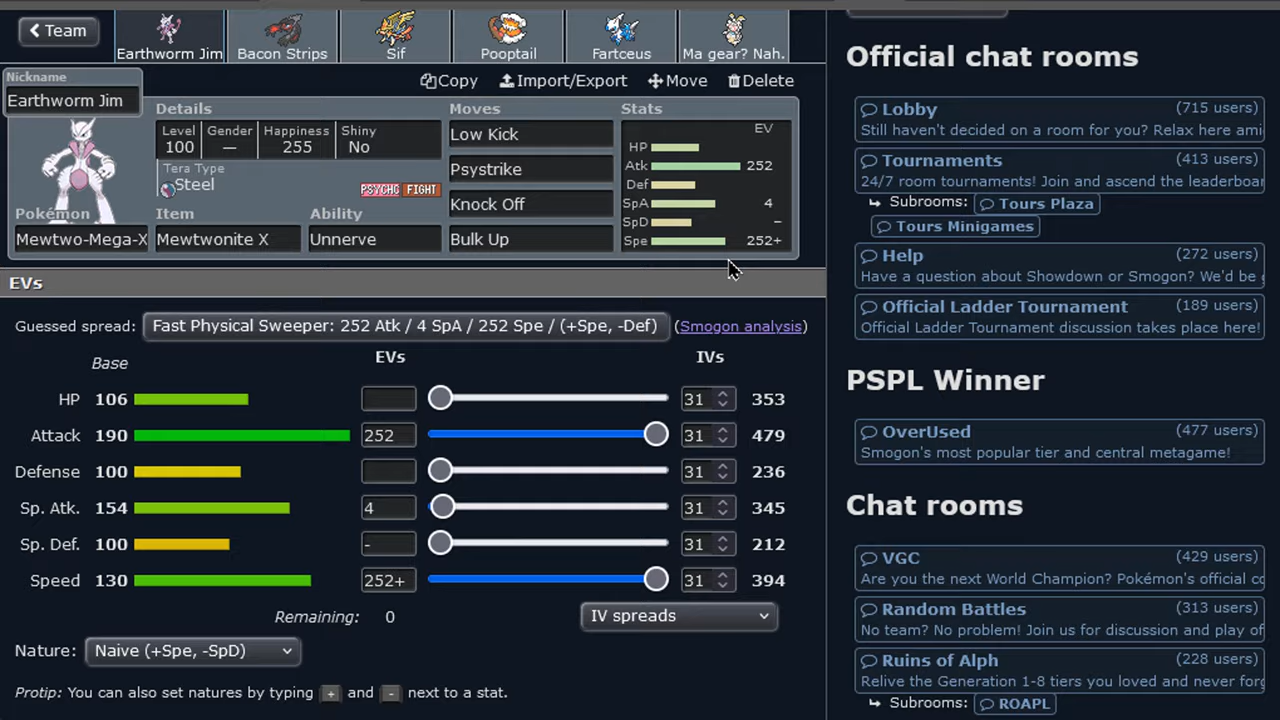 Team
Earthworm Jim
Bacon Strips
Sif
Pooptail
Fartceus
Ma gear? Nah.
Copy Import/Export Move Delete
Nickname
Earthworm Jim
Details
Level
100
Gender
—
Happiness
255
Shiny
No
Tera Type
Steel
PSYCHC FIGHT
Pokémon
Mewtwo-Mega-X
Item
Mewtwonite X
Ability
Unnerve
Moves
Low Kick
Psystrike
Knock Off
Bulk Up
Stats
EV
HP
Atk 252
Def
SpA 4
SpD –
Spe 252+
EVs
Guessed spread: Fast Physical Sweeper: 252 Atk / 4 SpA / 252 Spe / (+Spe, -Def) (Smogon analysis)
Base EVs IVs
HP 106 31 353
Attack 190 252 31 479
Defense 100 31 236
Sp. Atk. 154 4 31 345
Sp. Def. 100 - 31 212
Speed 130 252+ 31 394
Remaining: 0 IV spreads
Nature: Naive (+Spe, -SpD)
Protip: You can also set natures by typing + and - next to a stat.
Official chat rooms
Lobby (715 users)
Still haven't decided on a room for you? Relax here ami
Tournaments (413 users)
24/7 room tournaments! Join and ascend the leaderboar
Subrooms: Tours Plaza
Tours Minigames
Help (272 users)
Have a question about Showdown or Smogon? We'd be
Official Ladder Tournament (189 users)
Official Ladder Tournament discussion takes place here!
PSPL Winner
OverUsed (477 users)
Smogon's most popular tier and central metagame!
Chat rooms
VGC (429 users)
Are you the next World Champion? Pokémon's official co
Random Battles (313 users)
No team? No problem! Join us for discussion and play of
Ruins of Alph (228 users)
Relive the Generation 1-8 tiers you loved and never forg
Subrooms: ROAPL